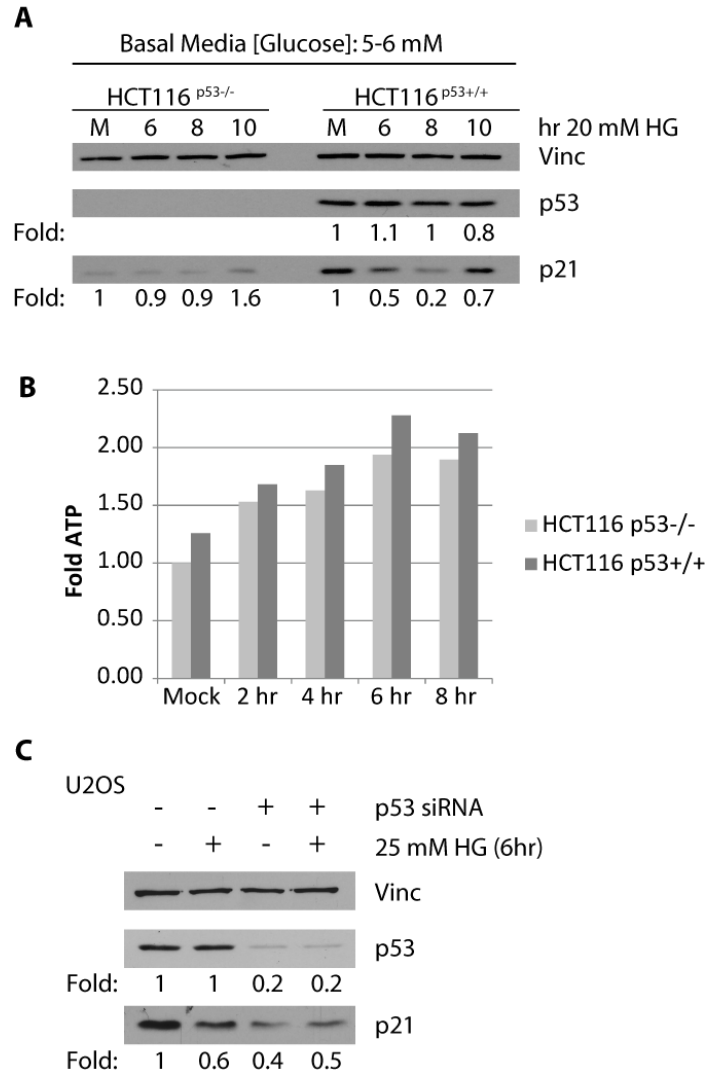 A
Basal Media [Glucose]: 5-6 mM
HCT116 p53-/- HCT116 p53+/+
M 6 8 10 M 6 8 10 hr 20 mM HG
Vinc
p53
Fold: 1 1.1 1 0.8
p21
Fold: 1 0.9 0.9 1.6 1 0.5 0.2 0.7
B
Fold ATP
2.50
2.00
1.50
1.00
0.50
0.00
Mock 2 hr 4 hr 6 hr 8 hr
HCT116 p53-/-
HCT116 p53+/+
C
U2OS
- - + + p53 siRNA
- + - + 25 mM HG (6hr)
Vinc
p53
Fold: 1 1 0.2 0.2
p21
Fold: 1 0.6 0.4 0.5